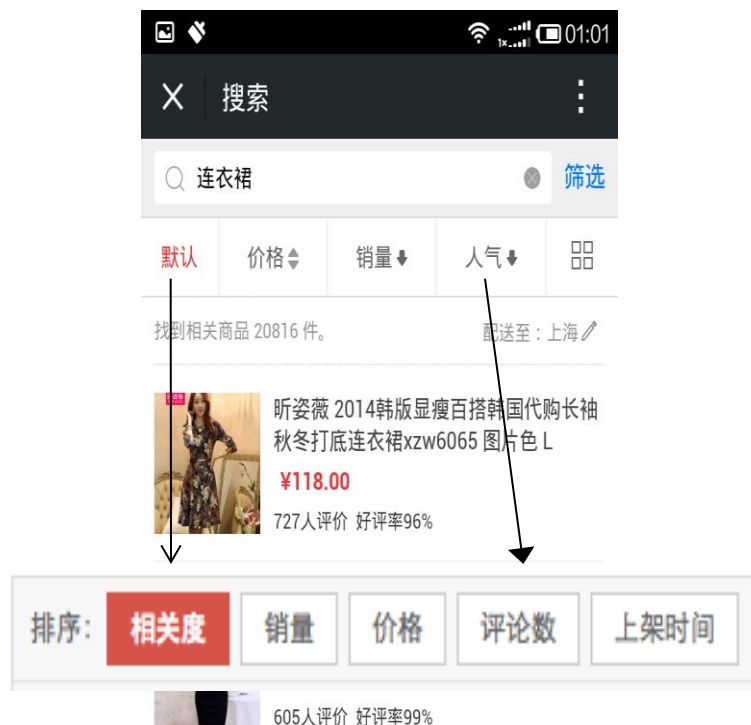 1x 01:01
X 搜索
连衣裙 筛选
默认 价格 销量 人气
找到相关商品 20816 件。 配送至：上海
昕姿薇 2014韩版显瘦百搭韩国代购长袖
秋冬打底连衣裙xzw6065 图片色 L
¥118.00
727人评价 好评率96%
排序: 相关度 销量 价格 评论数 上架时间
605人评价 好评率99%